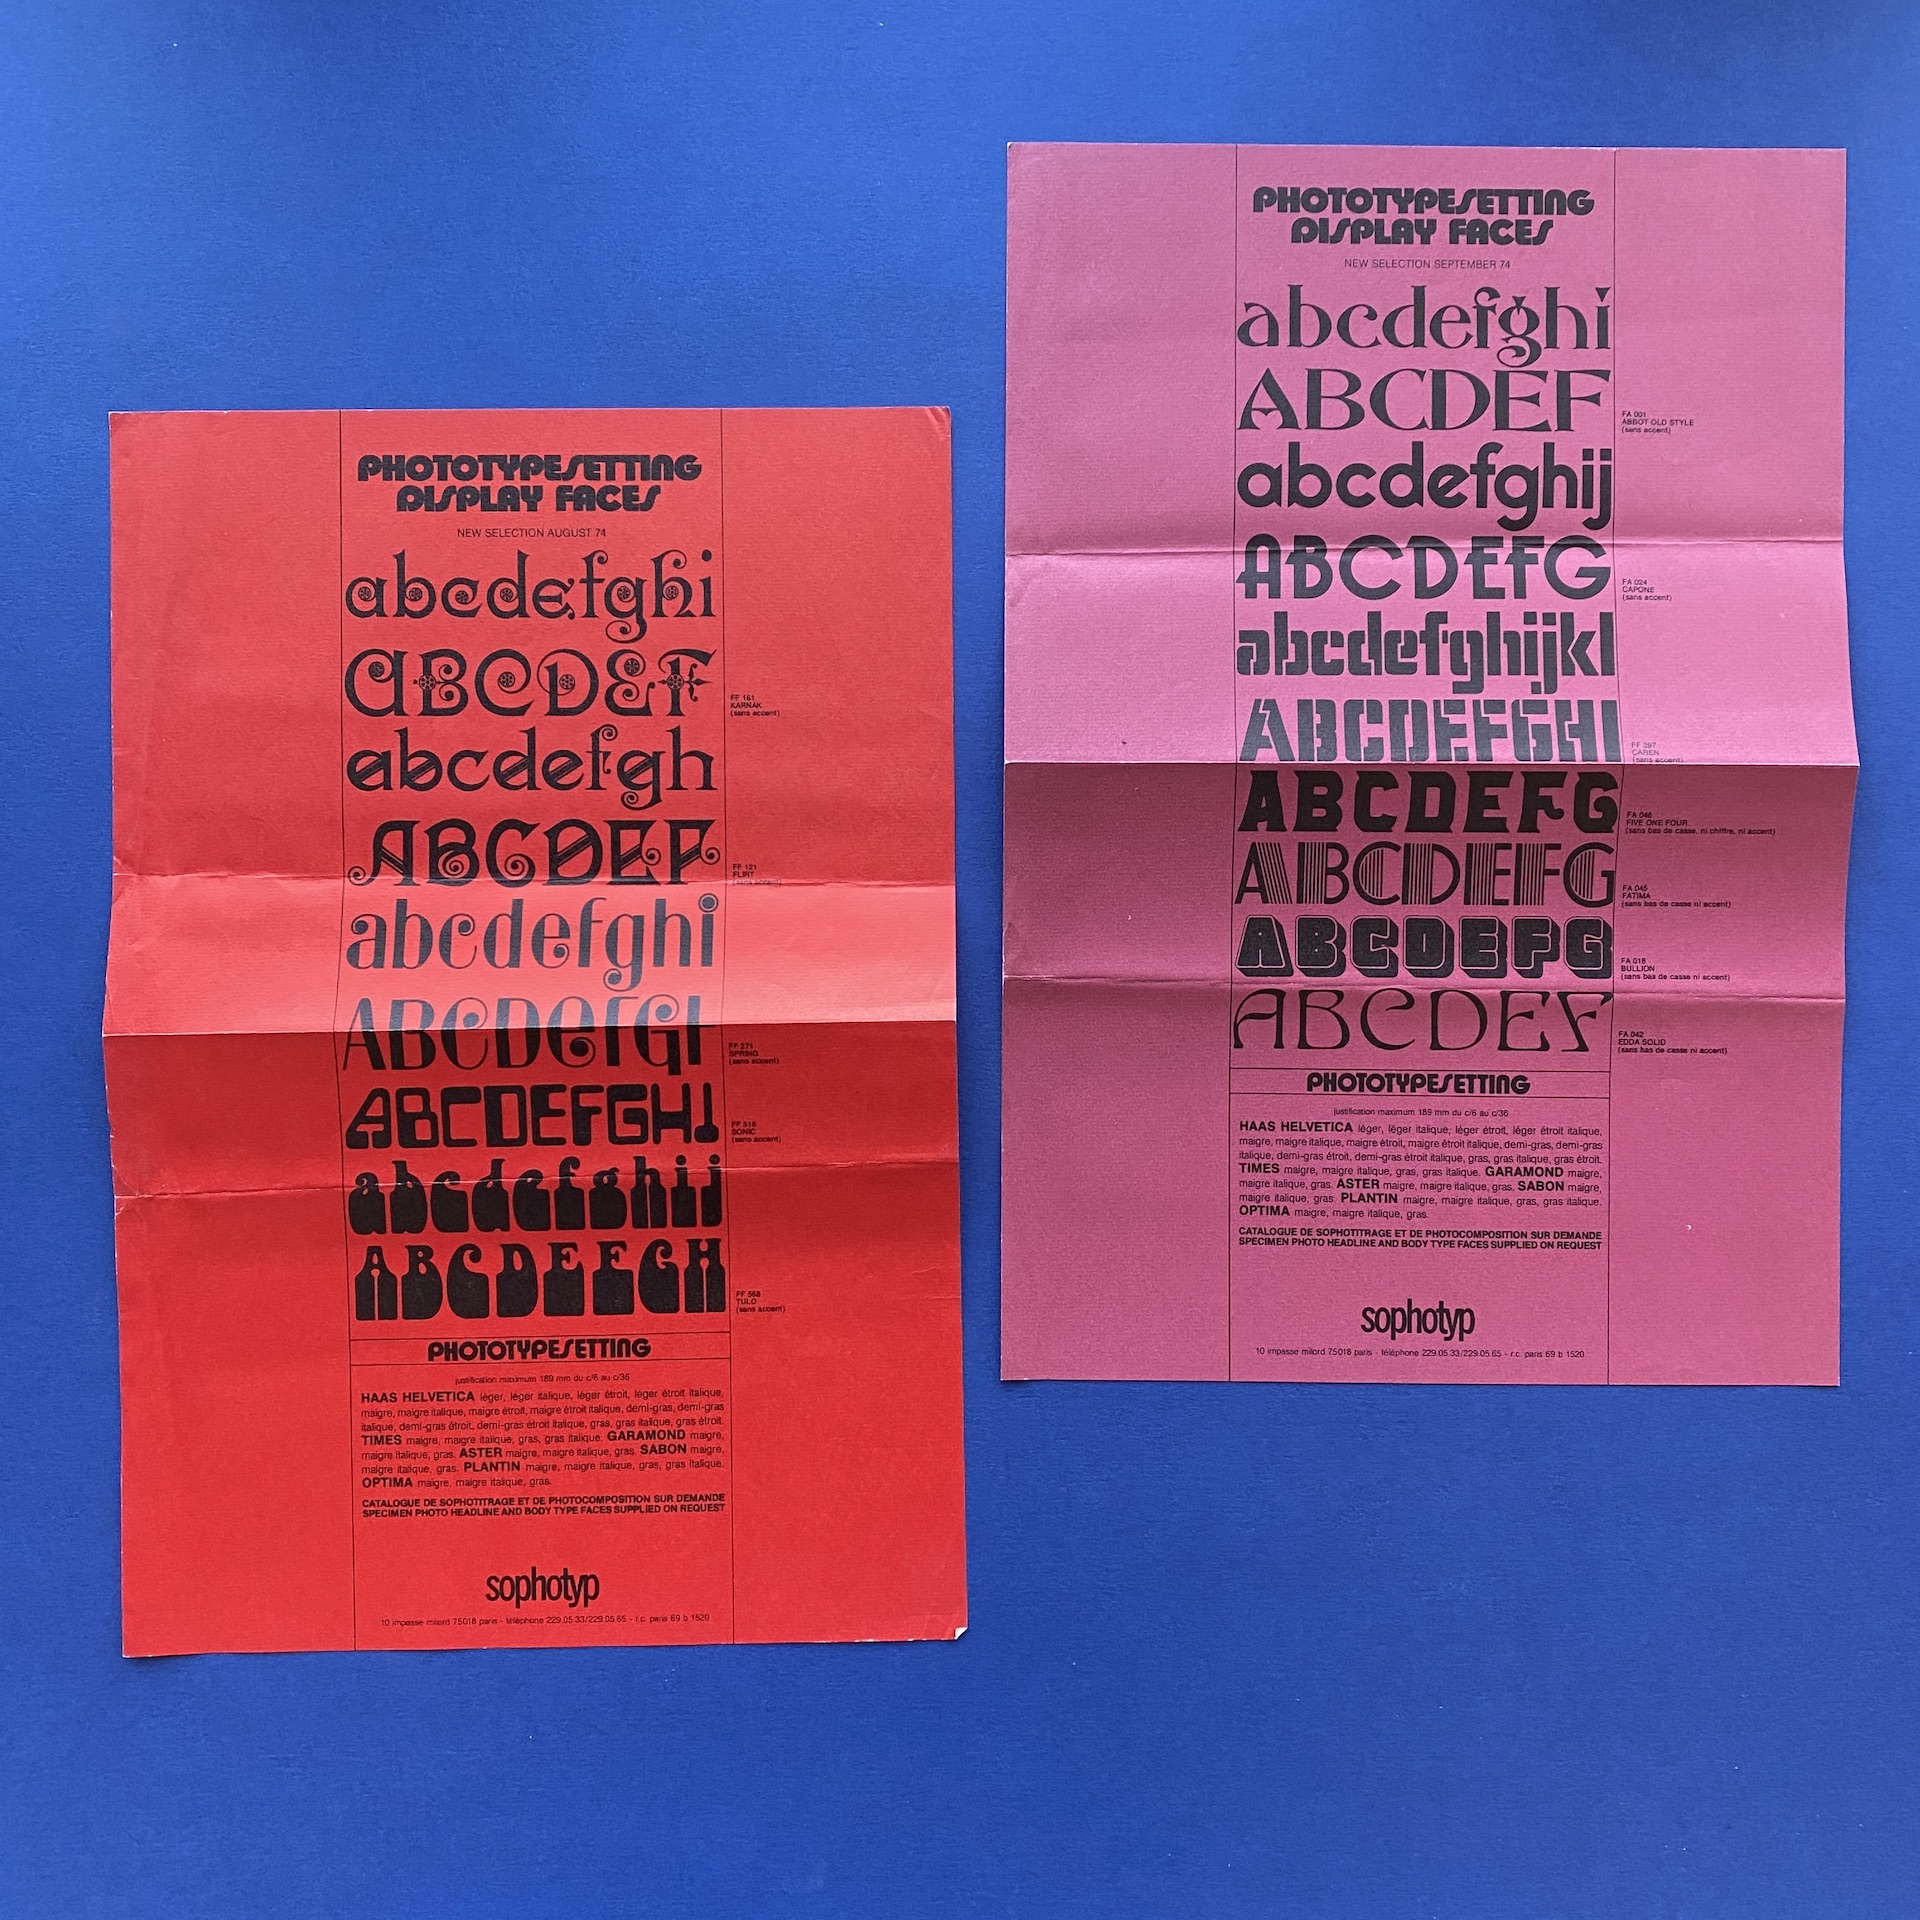 PHOTOTYPESETTING
DISPLAY FACES
NEW SELECTION AUGUST 74
abcdefghi
ABCDEF
FF 161
KARNAK
(sans accent)
abcdefgh
ABCDEF
FF 121
FLIRT
(sans accent)
abcdefghi
ABCDEFGH
FF 271
SPRING
(sans accent)
ABCDEFGHI
FF 516
SONIC
(sans accent)
abcdefghij
ABCDEFGH
FF 568
TULO
(sans accent)
PHOTOTYPESETTING
justification maximum 189 mm du c/6 au c/36
HAAS HELVETICA léger, léger italique, léger étroit, léger étroit italique,
maigre, maigre italique, maigre étroit, maigre étroit italique, demi-gras, demi-gras
italique, demi-gras étroit, demi-gras étroit italique, gras, gras italique, gras étroit.
TIMES maigre, maigre italique, gras, gras italique. GARAMOND maigre,
maigre italique, gras. ASTER maigre, maigre italique, gras. SABON maigre,
maigre italique, gras. PLANTIN maigre, maigre italique, gras, gras italique.
OPTIMA maigre, maigre italique, gras.
CATALOGUE DE SOPHOTITRAGE ET DE PHOTOCOMPOSITION SUR DEMANDE
SPECIMEN PHOTO HEADLINE AND BODY TYPE FACES SUPPLIED ON REQUEST
sophotyp
10 impasse milord 75018 paris - téléphone 229.05.33/229.05.65 - r.c. paris 69 b 1520
PHOTOTYPESETTING
DISPLAY FACES
NEW SELECTION SEPTEMBER 74
abcdefghi
ABCDEF
FA 001
ABBOT OLD STYLE
(sans accent)
abcdefghij
ABCDEFG
FA 024
CAPONE
(sans accent)
abcdefghijkl
ABCDEFGHI
FF 597
CAREN
(sans accent)
ABCDEFG
FA 046
FIVE ONE FOUR
(sans bas de casse, ni chiffre, ni accent)
ABCDEFG
FA 045
FATIMA
(sans bas de casse ni accent)
ABCDEFG
FA 018
BULLION
(sans bas de casse ni accent)
ABCDEF
FA 042
EDDA SOLID
(sans bas de casse ni accent)
PHOTOTYPESETTING
justification maximum 189 mm du c/6 au c/36
HAAS HELVETICA léger, léger italique, léger étroit, léger étroit italique,
maigre, maigre italique, maigre étroit, maigre étroit italique, demi-gras, demi-gras
italique, demi-gras étroit, demi-gras étroit italique, gras, gras italique, gras étroit.
TIMES maigre, maigre italique, gras, gras italique. GARAMOND maigre,
maigre italique, gras. ASTER maigre, maigre italique, gras. SABON maigre,
maigre italique, gras. PLANTIN maigre, maigre italique, gras, gras italique.
OPTIMA maigre, maigre italique, gras.
CATALOGUE DE SOPHOTITRAGE ET DE PHOTOCOMPOSITION SUR DEMANDE
SPECIMEN PHOTO HEADLINE AND BODY TYPE FACES SUPPLIED ON REQUEST
sophotyp
10 impasse milord 75018 paris - téléphone 229.05.33/229.05.65 - r.c. paris 69 b 1520